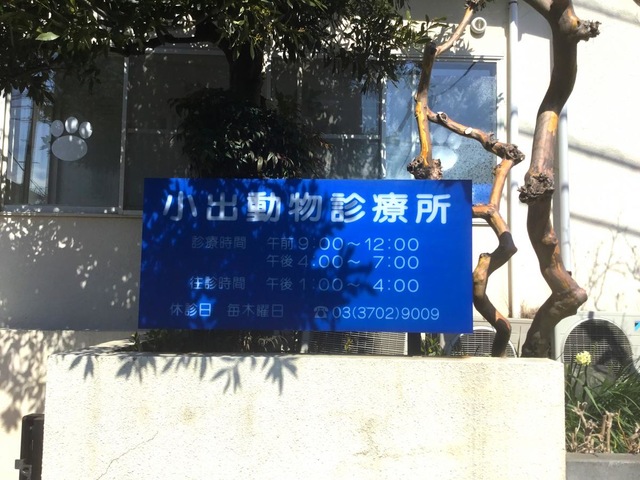 小出動物診療所
診療時間 午前 9:00~12:00
午後 4:00~ 7:00
往診時間 午後 1:00~ 4:00
休診日 毎木曜日 ☎03(3702)9009